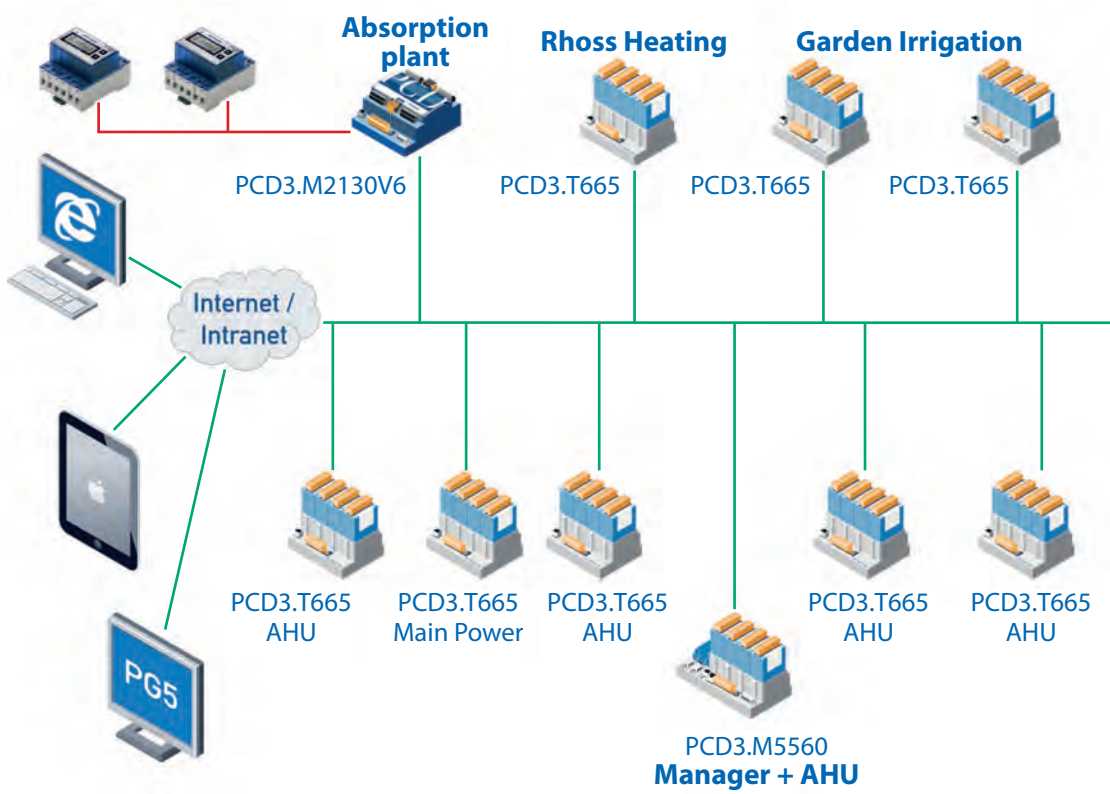 Absorption
plant
Rhoss Heating
Garden Irrigation
PCD3.M2130V6
PCD3.T665
PCD3.T665
PCD3.T665
Internet /
Intranet
PCD3.T665
AHU
PCD3.T665
Main Power
PCD3.T665
AHU
PCD3.T665
AHU
PCD3.T665
AHU
PG5
PCD3.M5560
Manager + AHU